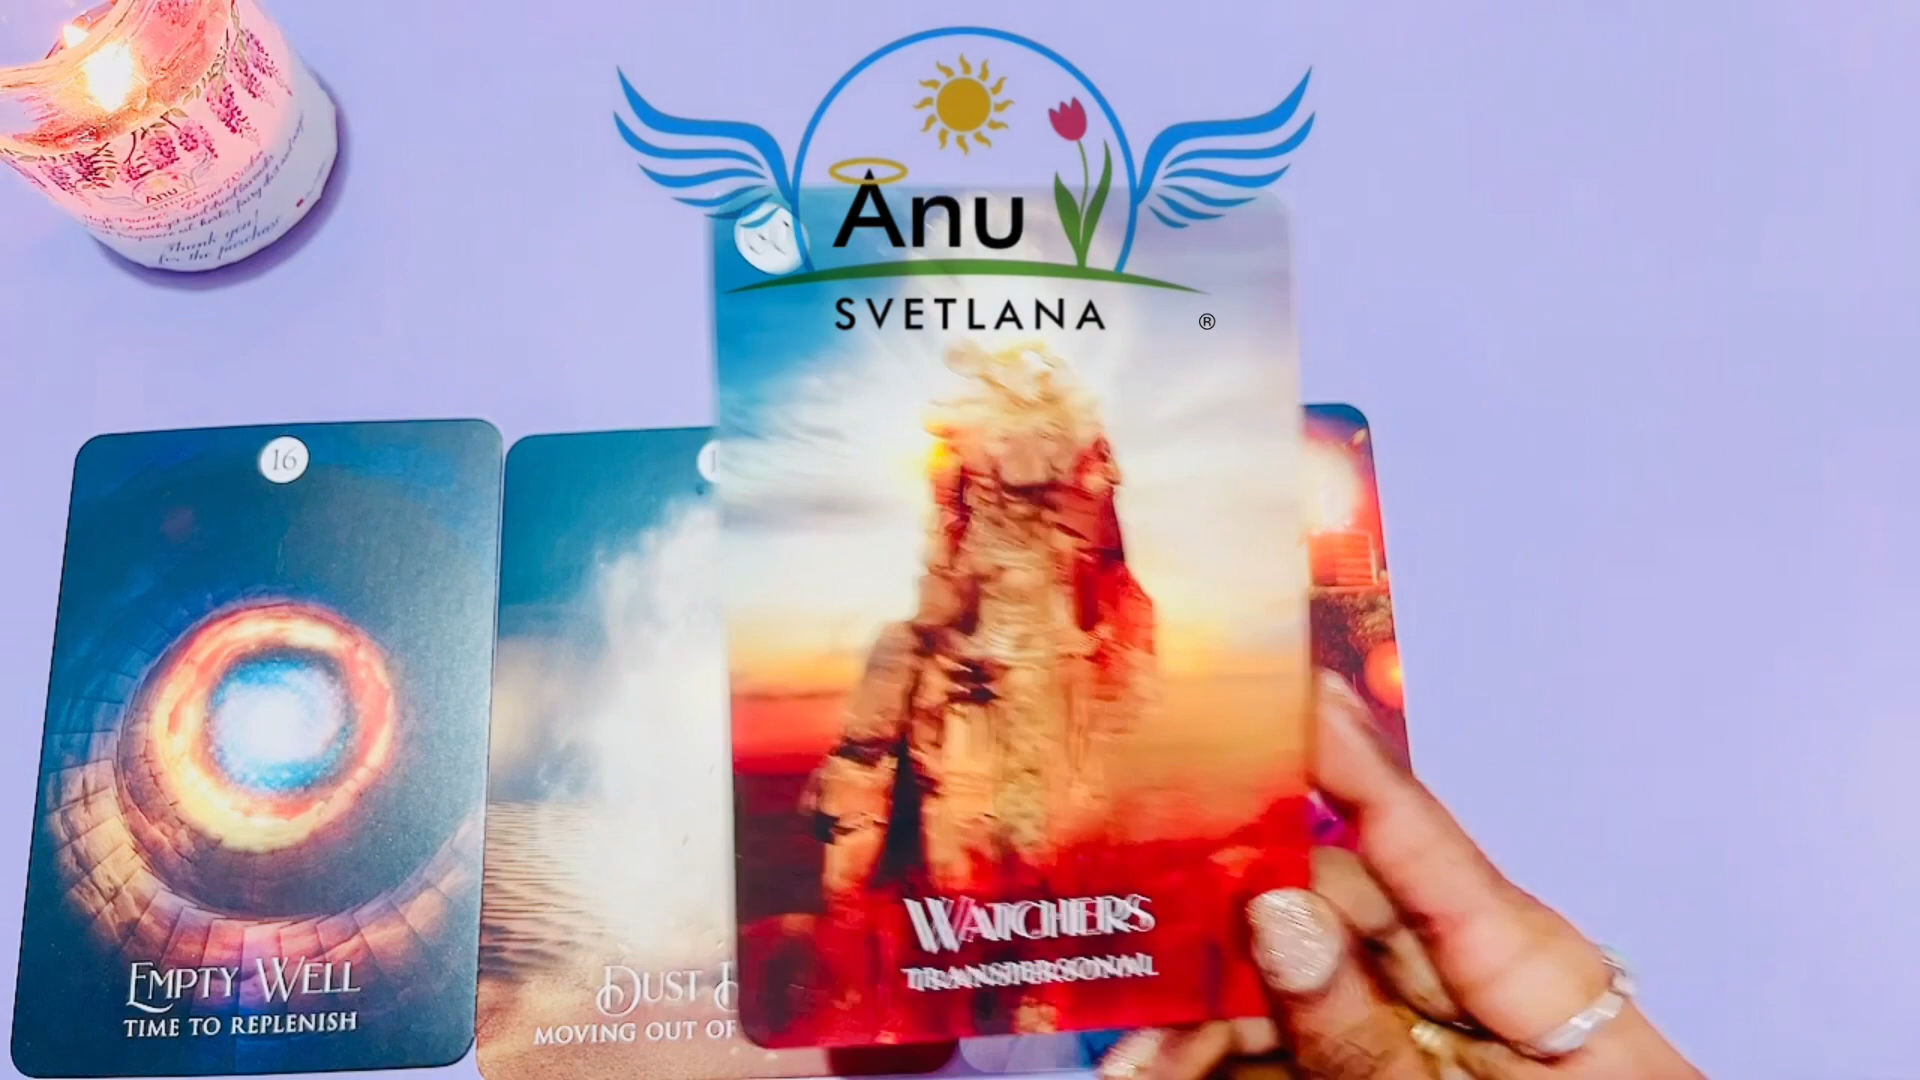 Anu
SVETLANA
®
Anu
Thank you
for the purchase
16
EMPTY WELL
TIME TO REPLENISH
DUST
MOVING OUT OF
WATCHERS
TRANSPERSONAL